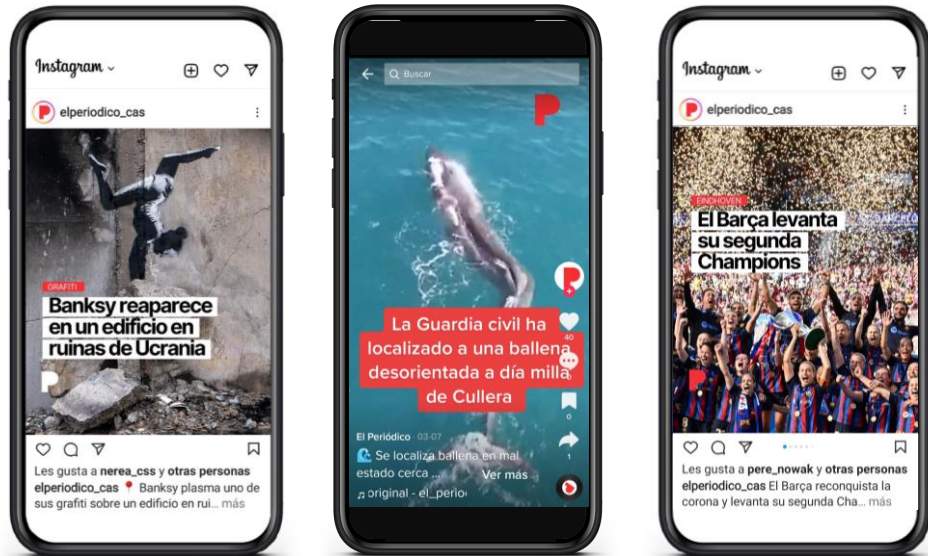 Instagram
elperiodico_cas
GRAFITI
Banksy reaparece
en un edificio en
ruinas de Ucrania
Les gusta a nerea_css y otras personas
elperiodico_cas 📍 Banksy plasma uno de
sus grafiti sobre un edificio en rui... más
Buscar
La Guardia civil ha
localizado a una ballena
desorientada a día milla
de Cullera
40
0
0
1
El Periódico · 03-07
🌊 Se localiza ballena en mal
estado cerca ... Ver más
♫ original - el_perio
Instagram
elperiodico_cas
EINDHOVEN
El Barça levanta
su segunda
Champions
Les gusta a pere_nowak y otras personas
elperiodico_cas El Barça reconquista la
corona y levanta su segunda Cha... más